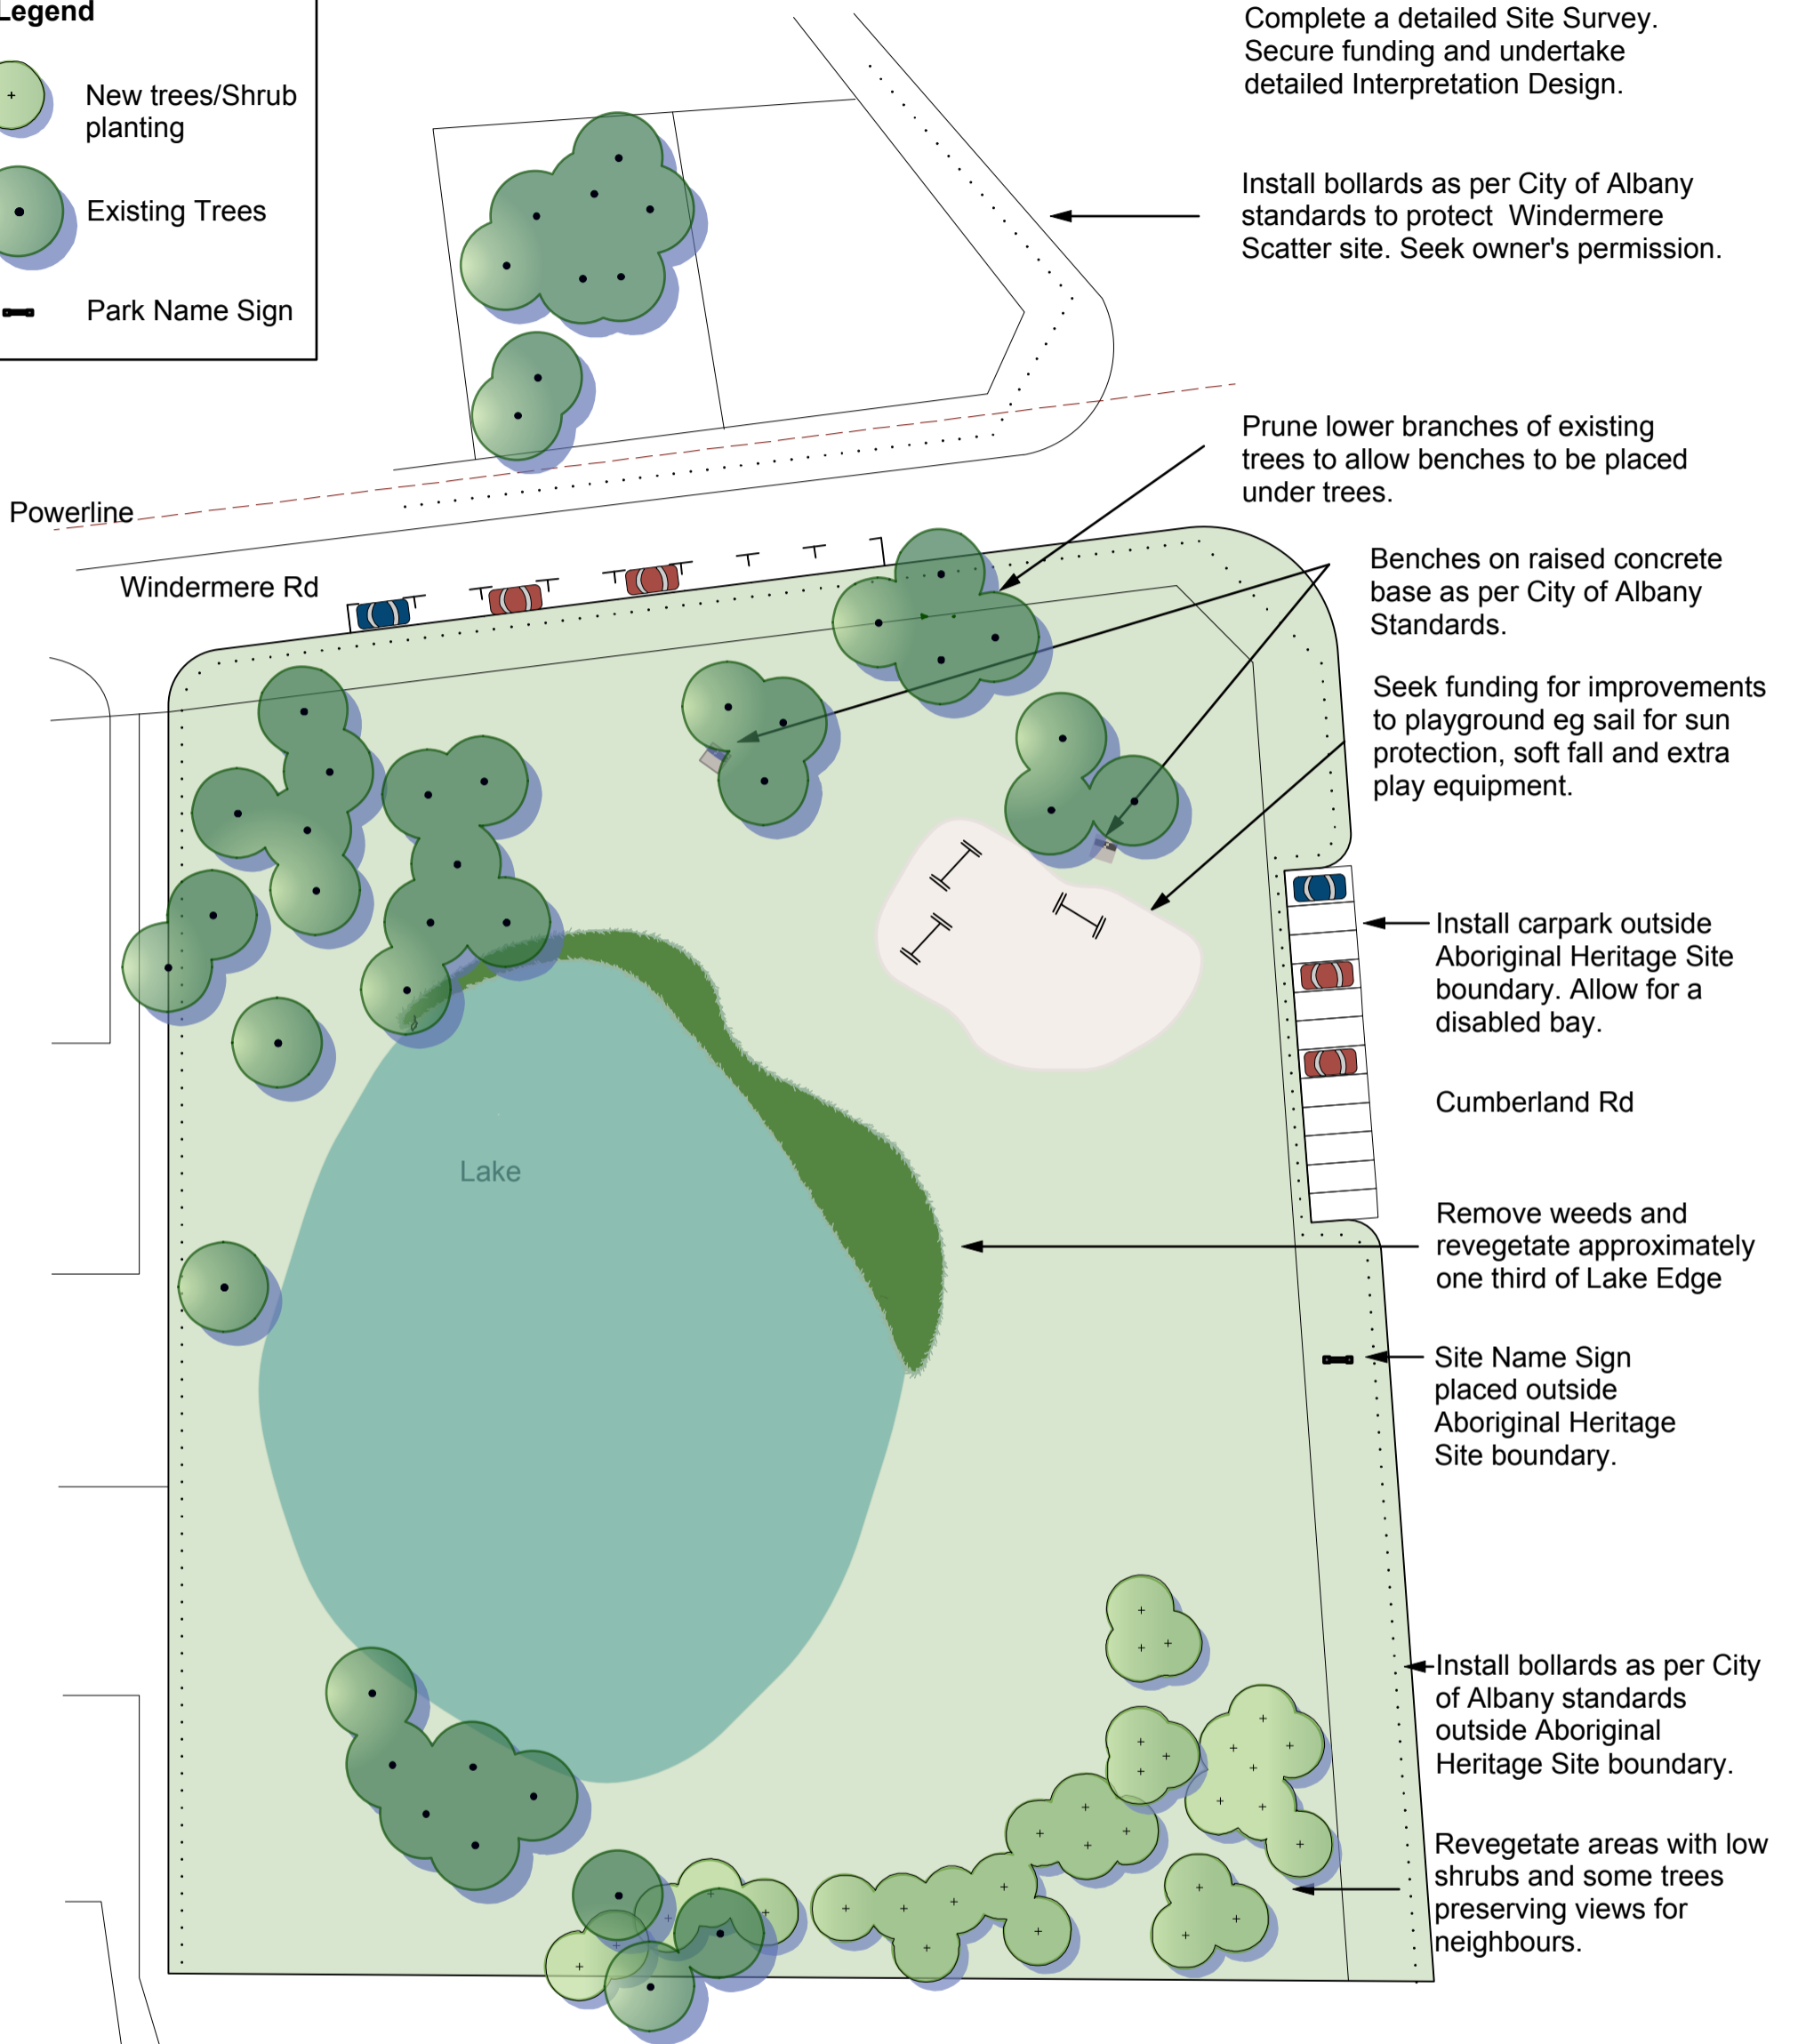 Legend
New trees/Shrub
planting
Existing Trees
Park Name Sign
Complete a detailed Site Survey.
Secure funding and undertake
detailed Interpretation Design.
Install bollards as per City of Albany
standards to protect Windermere
Scatter site. Seek owner's permission.
Prune lower branches of existing
trees to allow benches to be placed
under trees.
Powerline
Windermere Rd
Benches on raised concrete
base as per City of Albany
Standards.
Seek funding for improvements
to playground eg sail for sun
protection, soft fall and extra
play equipment.
Install carpark outside
Aboriginal Heritage Site
boundary. Allow for a
disabled bay.
Cumberland Rd
Lake
Remove weeds and
revegetate approximately
one third of Lake Edge
Site Name Sign
placed outside
Aboriginal Heritage
Site boundary.
Install bollards as per City
of Albany standards
outside Aboriginal
Heritage Site boundary.
Revegetate areas with low
shrubs and some trees
preserving views for
neighbours.